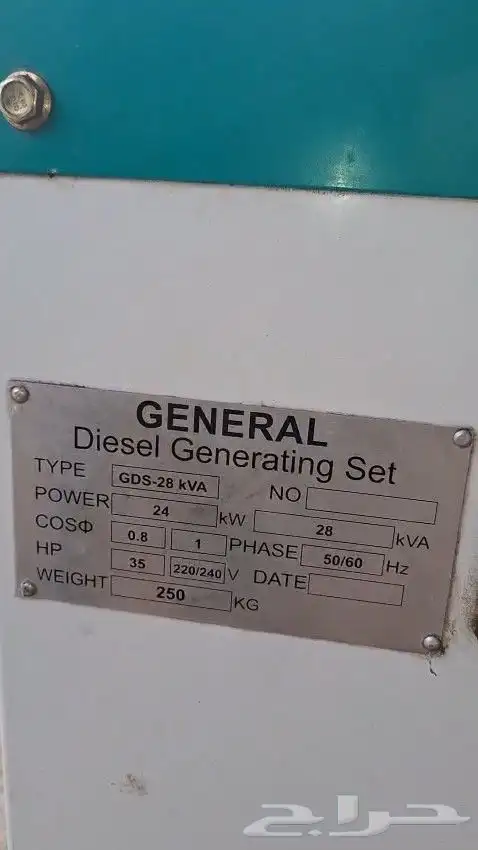 GENERAL
Diesel Generating Set
TYPE GDS-28 kVA NO
POWER 24 kW 28 kVA
COSΦ 0.8 1 PHASE 50/60 Hz
HP 35 220/240 V DATE
WEIGHT 250 KG
حراج